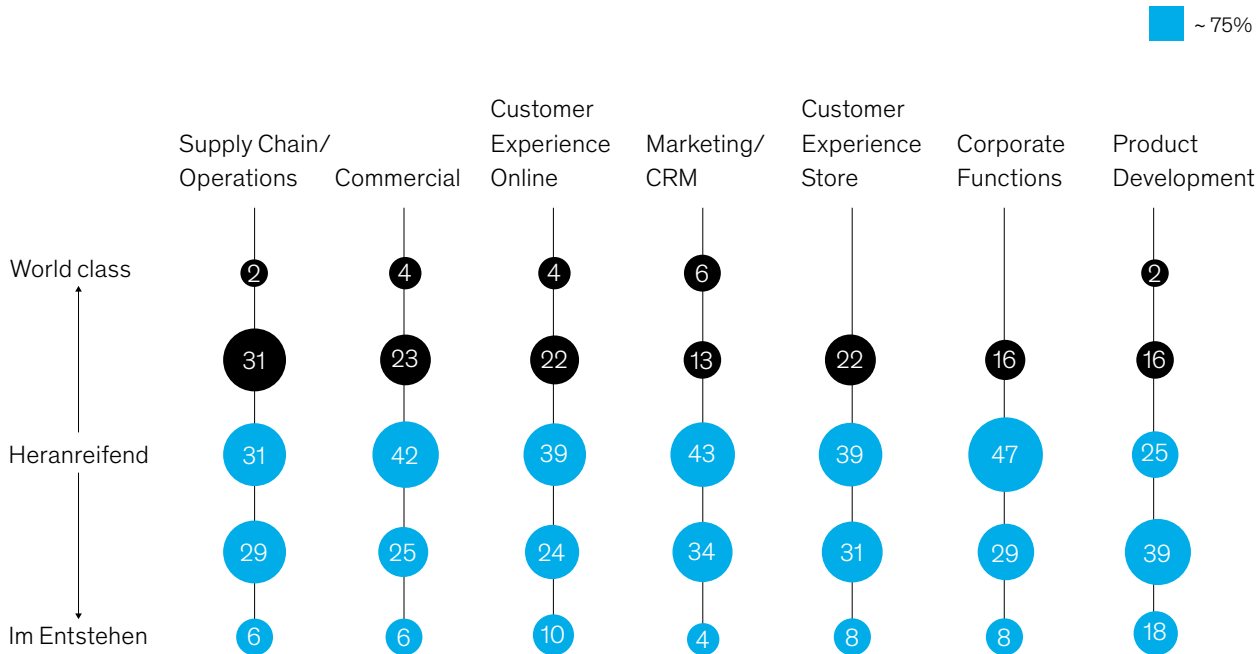 ~ 75%
Supply Chain/
Operations
Commercial
Customer
Experience
Online
Marketing/
CRM
Customer
Experience
Store
Corporate
Functions
Product
Development
World class
2 4 4 6 2
31 23 22 13 22 16 16
Heranreifend
31 42 39 43 39 47 25
29 25 24 34 31 29 39
Im Entstehen
6 6 10 4 8 8 18